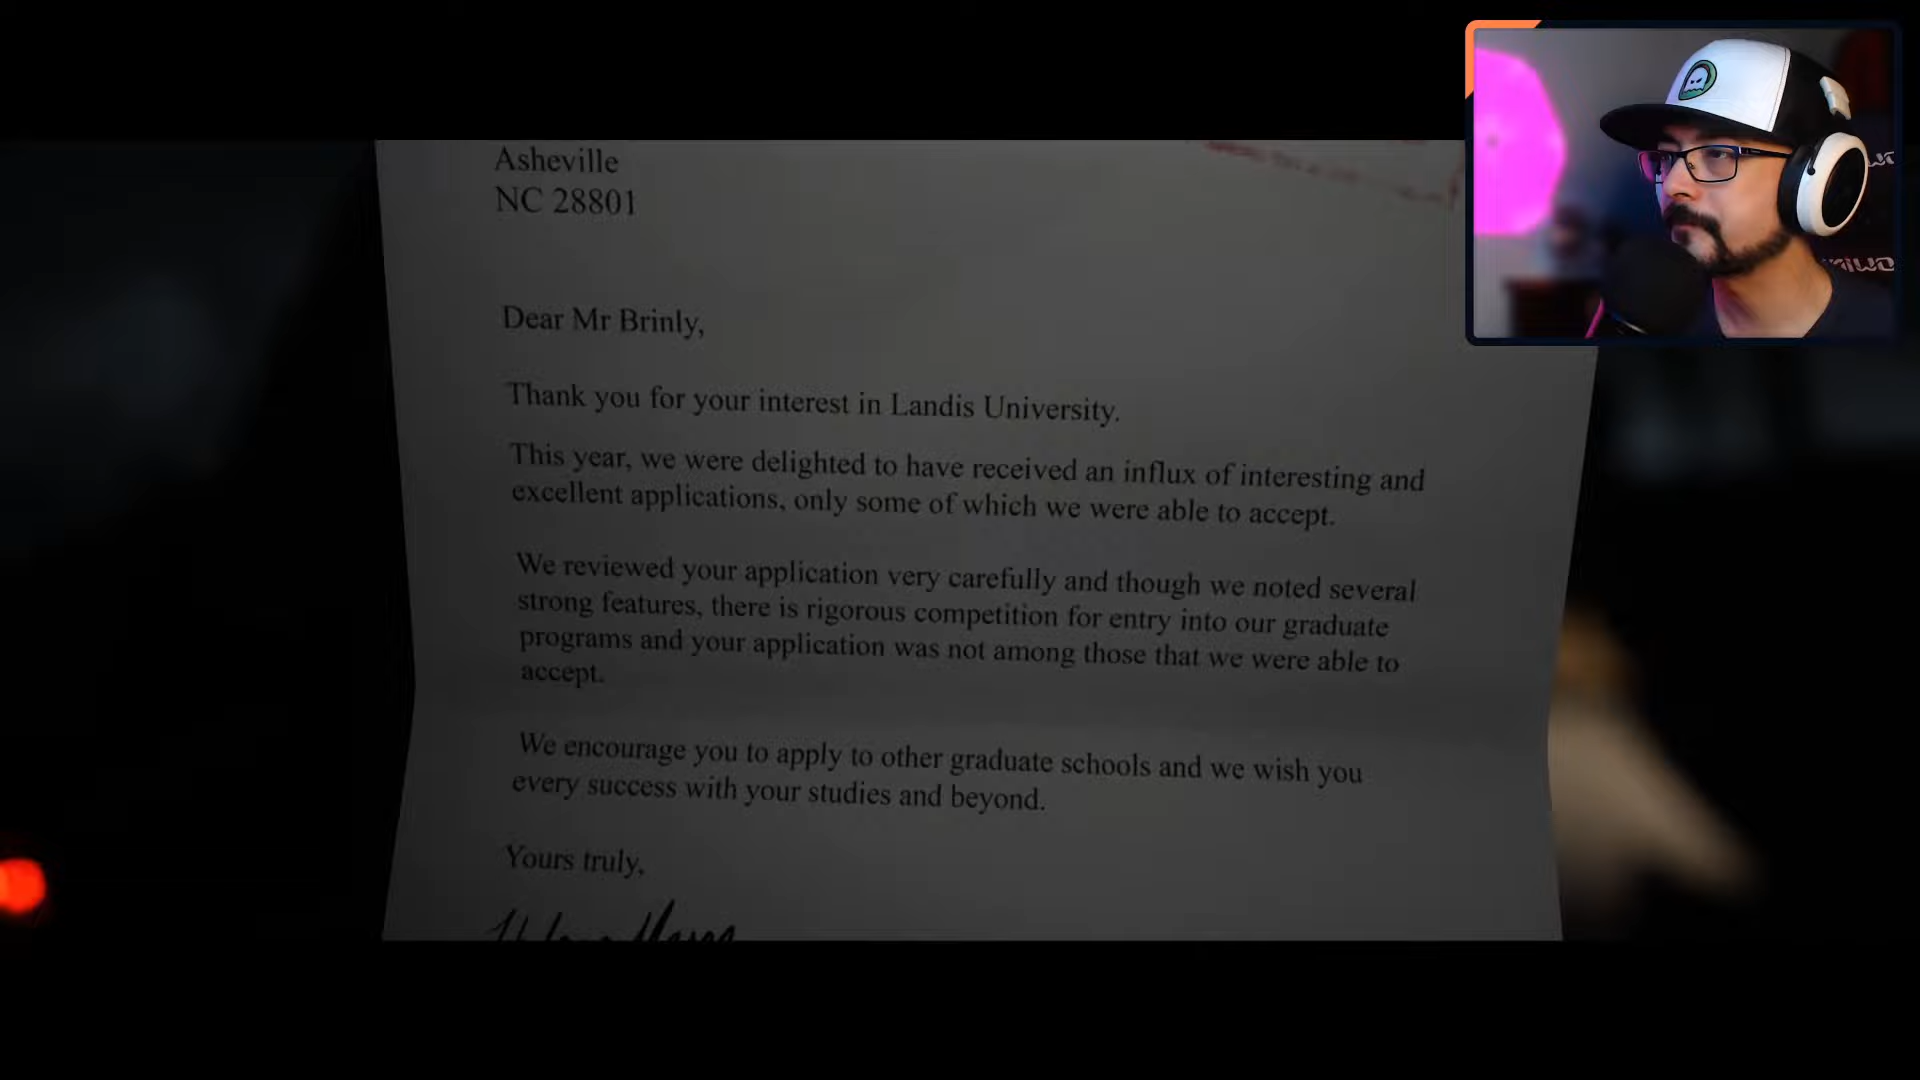 Asheville
NC 28801
Dear Mr Brinly,
Thank you for your interest in Landis University.
This year, we were delighted to have received an influx of interesting and
excellent applications, only some of which we were able to accept.
We reviewed your application very carefully and though we noted several
strong features, there is rigorous competition for entry into our graduate
programs and your application was not among those that we were able to
accept.
We encourage you to apply to other graduate schools and we wish you
every success with your studies and beyond.
Yours truly,